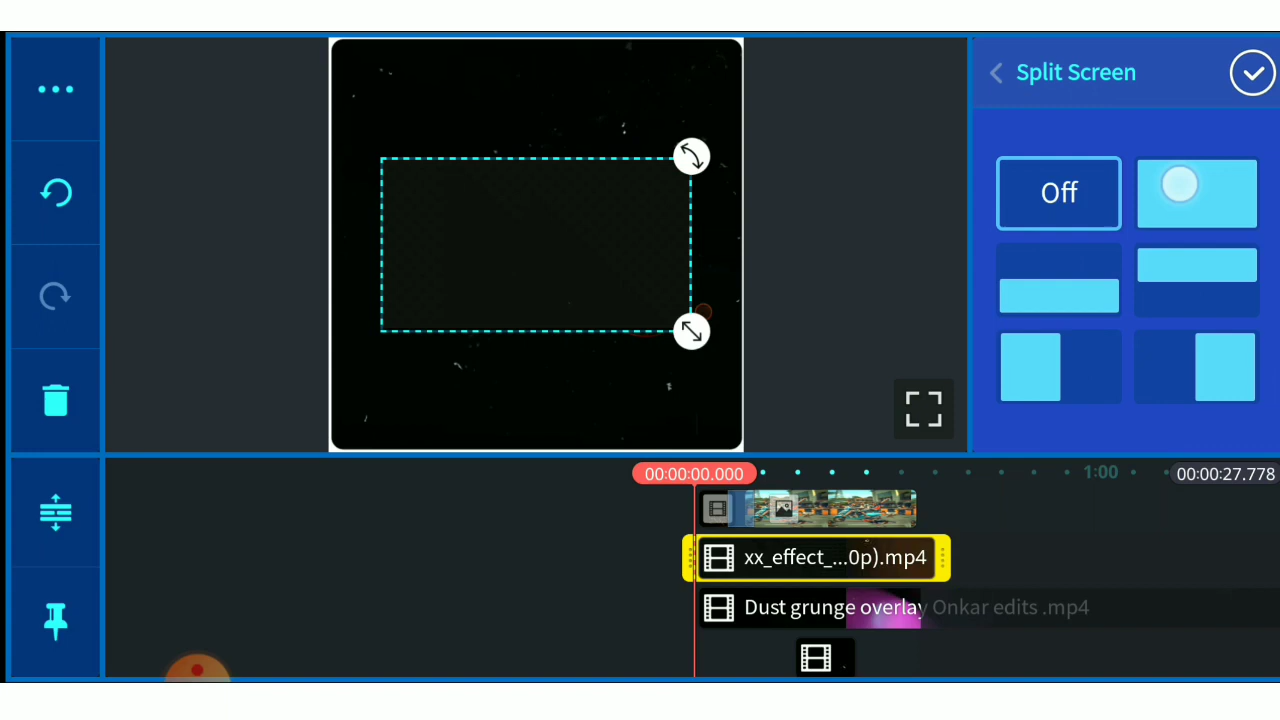 Split Screen
Off
00:00:00.000
1:00
00:00:27.778
xx_effect_...0p).mp4
Dust grunge overlay Onkar edits .mp4